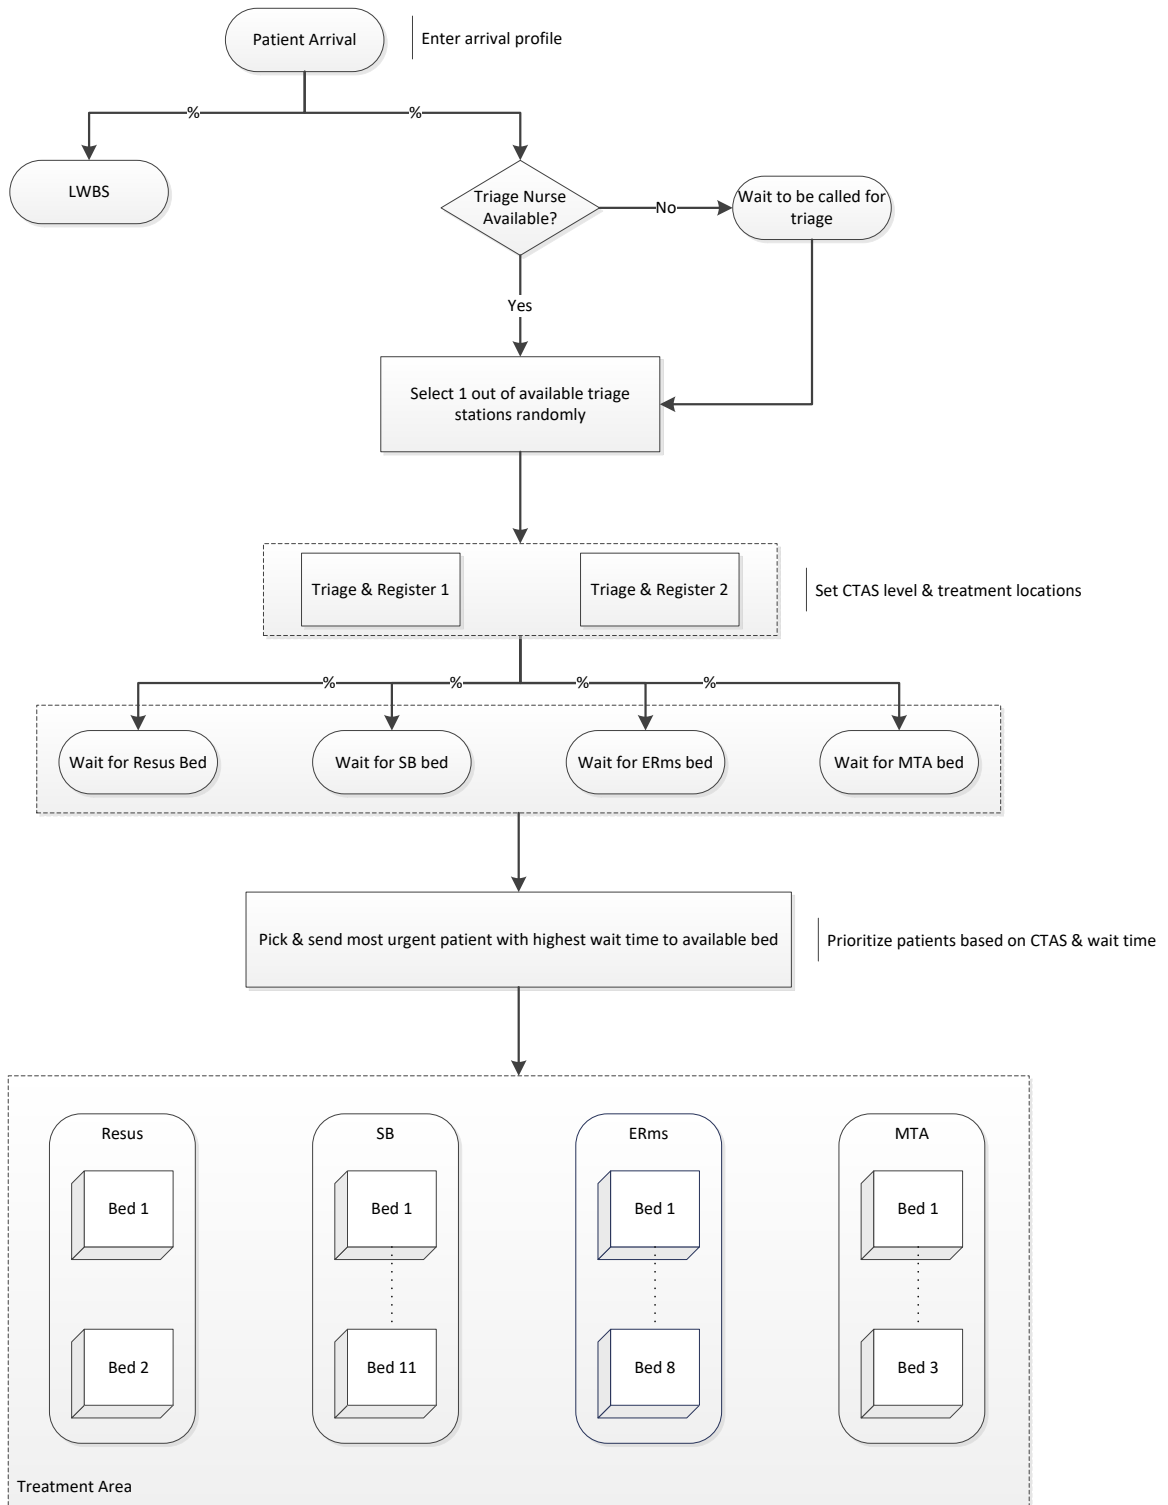 Patient Arrival
Enter arrival profile
%
%
LWBS
Triage Nurse
Available?
No
Wait to be called for
triage
Yes
Select 1 out of available triage
stations randomly
Triage & Register 1
Triage & Register 2
Set CTAS level & treatment locations
%
%
%
%
Wait for Resus Bed
Wait for SB bed
Wait for ERms bed
Wait for MTA bed
Pick & send most urgent patient with highest wait time to available bed
Prioritize patients based on CTAS & wait time
Resus
SB
ERms
MTA
Bed 1
Bed 1
Bed 1
Bed 1
Bed 2
Bed 11
Bed 8
Bed 3
Treatment Area